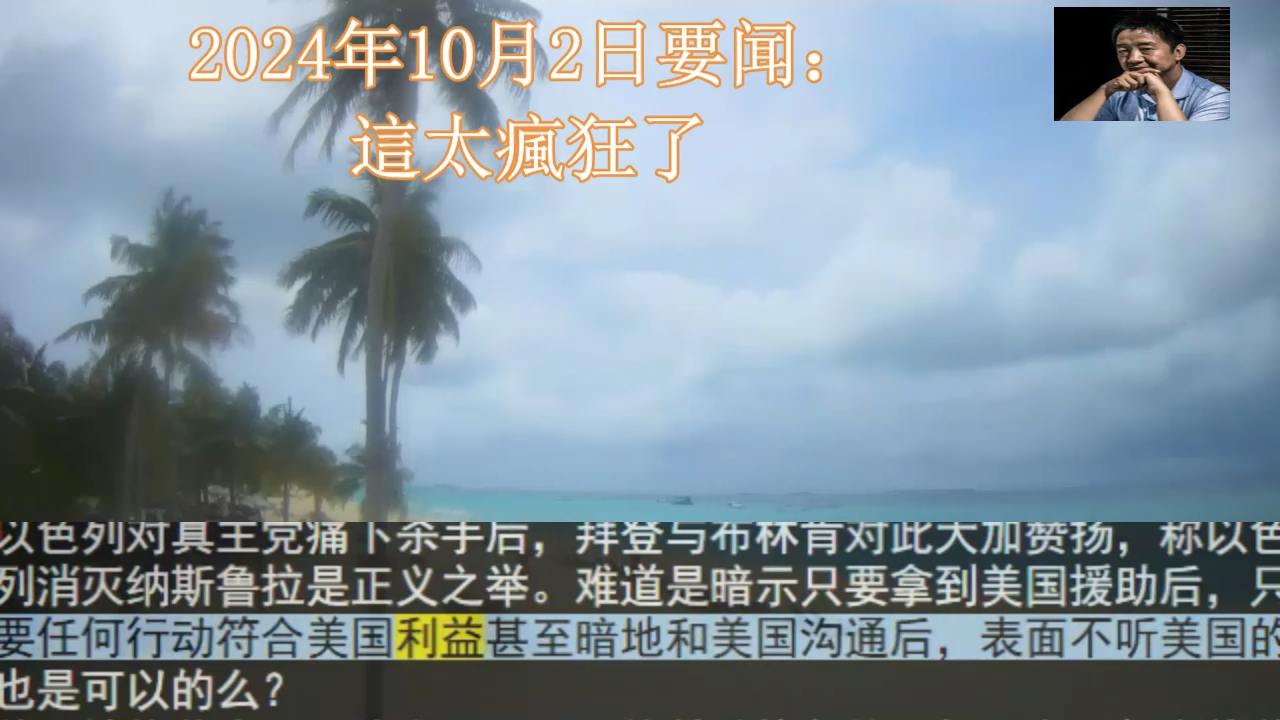 2024年10月2日要闻：
這太瘋狂了
以色列对真主党痛下杀手后，拜登与布林肯对此大加赞扬，称以色
列消灭纳斯鲁拉是正义之举。难道是暗示只要拿到美国援助后，只
要任何行动符合美国利益甚至暗地和美国沟通后，表面不听美国的
也是可以的么？